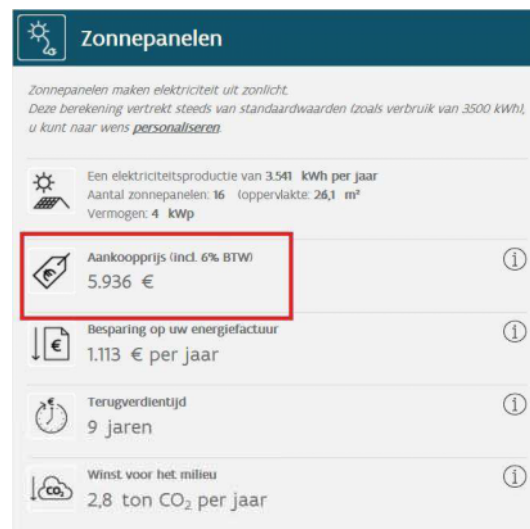 Zonnepanelen
Zonnepanelen maken elektriciteit uit zonlicht.
Deze berekening vertrekt steeds van standaardwaarden (zoals verbruik van 3500 kWh),
u kunt naar wens personaliseren.
Een elektriciteitsproductie van 3.541 kWh per jaar
Aantal zonnepanelen: 16 (oppervlakte: 26,1 m²
Vermogen: 4 kWp
Aankoopprijs (incl. 6% BTW)
5.936 €
Besparing op uw energiefactuur
1.113 € per jaar
Terugverdientijd
9 jaren
Winst voor het milieu
2,8 ton CO₂ per jaar